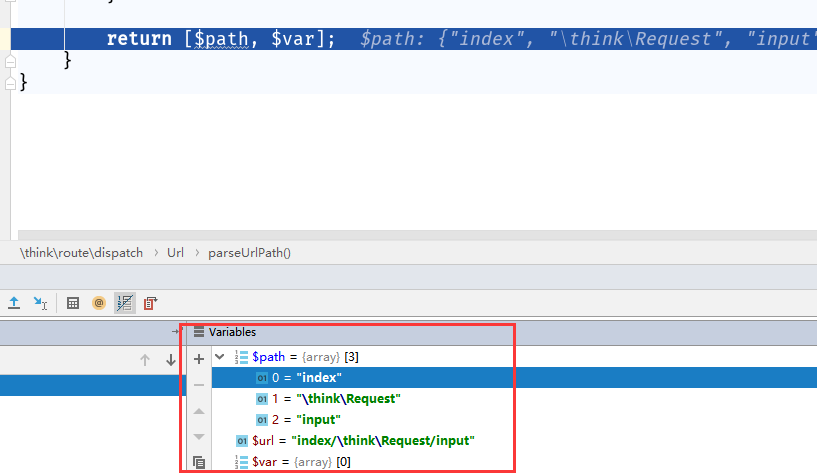 }
return [$path, $var]; $path: {"index", "\think\Request", "input"
}
}
\think\route\dispatch > Url > parseUrlPath()
Variables
$path = {array} [3]
0 = "index"
1 = "\think\Request"
2 = "input"
$url = "index/\think\Request/input"
$var = {array} [0]